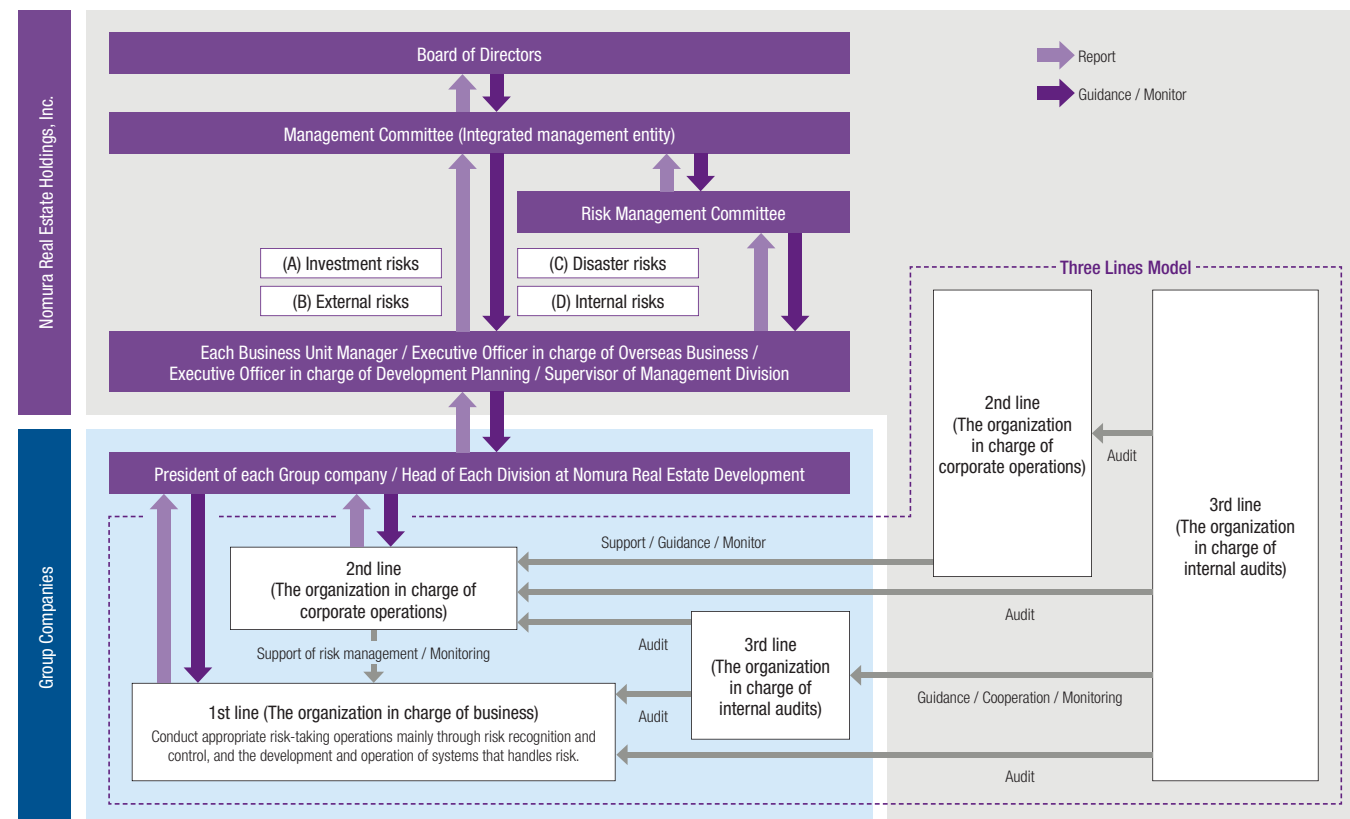 Nomura Real Estate Holdings, Inc.
Board of Directors
Report
Guidance / Monitor
Management Committee (Integrated management entity)
Risk Management Committee
(A) Investment risks
(B) External risks
(C) Disaster risks
(D) Internal risks
Three Lines Model
Each Business Unit Manager / Executive Officer in charge of Overseas Business /
Executive Officer in charge of Development Planning / Supervisor of Management Division
2nd line
(The organization
in charge of
corporate operations)
Audit
3rd line
(The organization
in charge of
internal audits)
Group Companies
President of each Group company / Head of Each Division at Nomura Real Estate Development
Support / Guidance / Monitor
2nd line
(The organization in charge of
corporate operations)
Audit
Audit
Support of risk management / Monitoring
3rd line
(The organization
in charge of
internal audits)
Guidance / Cooperation / Monitoring
1st line (The organization in charge of business)
Conduct appropriate risk-taking operations mainly through risk recognition and
control, and the development and operation of systems that handles risk.
Audit
Audit